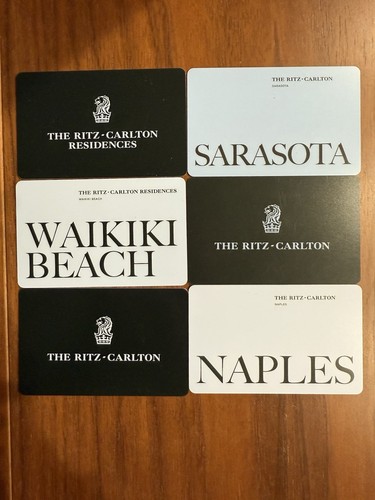 THE RITZ-CARLTON
RESIDENCES
THE RITZ-CARLTON
SARASOTA
SARASOTA
THE RITZ-CARLTON RESIDENCES
WAIKIKI BEACH
WAIKIKI
BEACH
THE RITZ-CARLTON
THE RITZ-CARLTON
THE RITZ-CARLTON
NAPLES
NAPLES